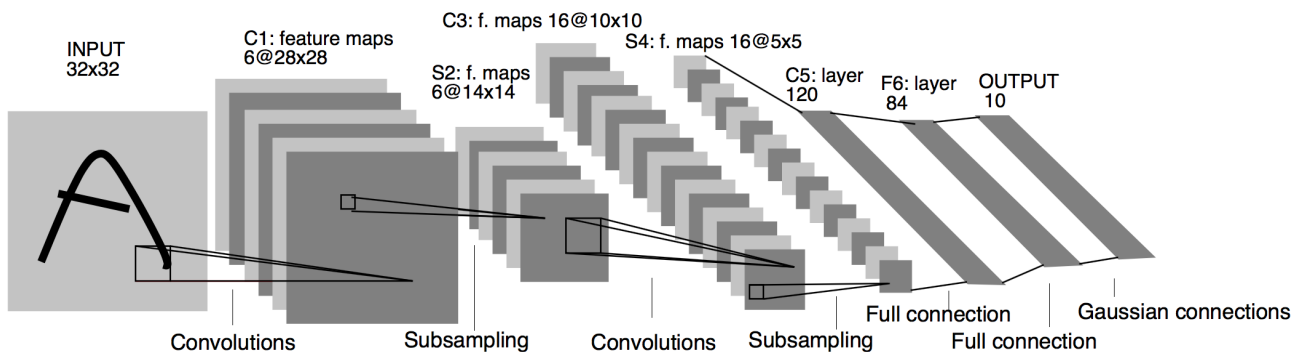 INPUT
32x32
C1: feature maps
6@28x28
S2: f. maps
6@14x14
C3: f. maps 16@10x10
S4: f. maps 16@5x5
C5: layer
120
F6: layer
84
OUTPUT
10
Convolutions
Subsampling
Convolutions
Subsampling
Full connection
Full connection
Gaussian connections
A